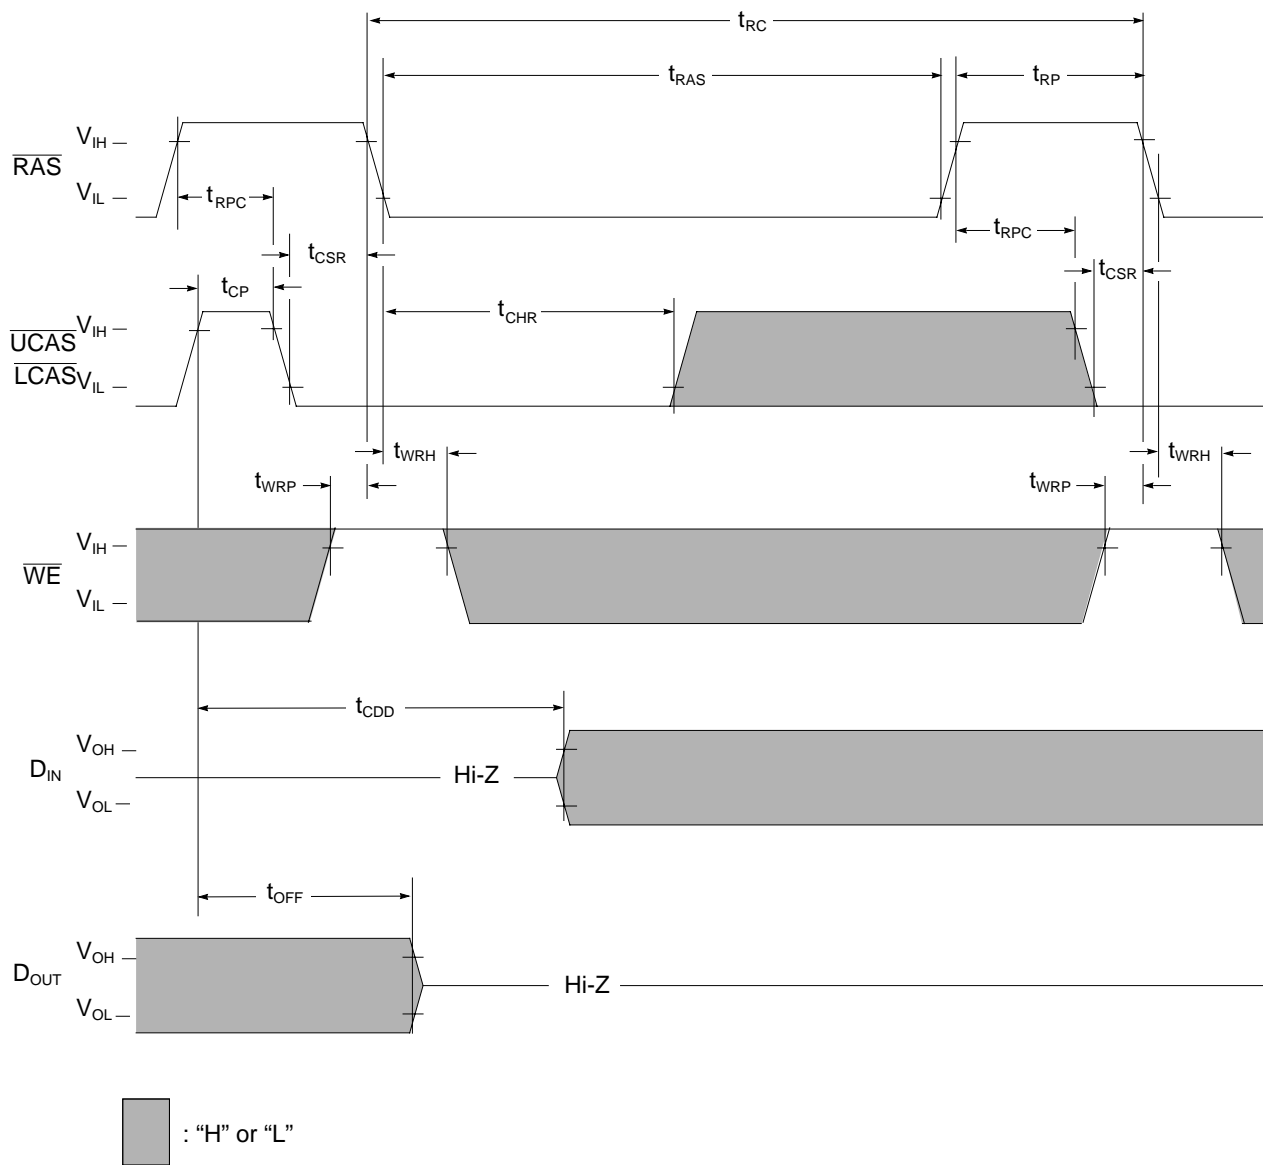 tRC
tRAS tRP
RAS VIH
VIL
tRPC tRPC
tCSR tCSR
tCP tCHR
UCAS VIH
LCAS VIL
tWRH tWRH
tWRP tWRP
WE VIH
VIL
tCDD
VOH
DIN Hi-Z
VOL
tOFF
VOH
DOUT Hi-Z
VOL
: “H” or “L”